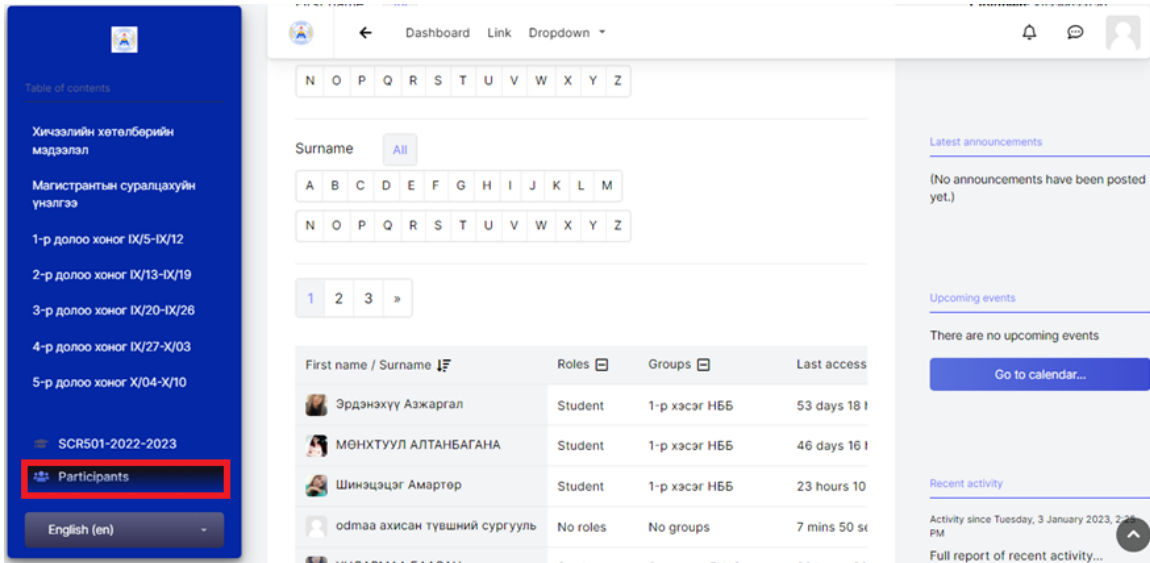 Table of contents
Хичээлийн хөтөлбөрийн
мэдээлэл
Магистрантын суралцахуйн
үнэлгээ
1-р долоо хоног IX/5-IX/12
2-р долоо хоног IX/13-IX/19
3-р долоо хоног IX/20-IX/26
4-р долоо хоног IX/27-X/03
5-р долоо хоног X/04-X/10
SCR501-2022-2023
Participants
English (en)
Dashboard Link Dropdown
N O P Q R S T U V W X Y Z
Surname All
A B C D E F G H I J K L M
N O P Q R S T U V W X Y Z
1 2 3 »
First name / Surname Roles Groups Last access
Эрдэнэхүү Азжаргал Student 1-р хэсэг НББ 53 days 18
МӨНХТУУЛ АЛТАНБАГАНА Student 1-р хэсэг НББ 46 days 16
Шинэцэцэг Амартөр Student 1-р хэсэг НББ 23 hours 10
odmaa ахисан түвшний сургууль No roles No groups 7 mins 50 se
Latest announcements
(No announcements have been posted
yet.)
Upcoming events
There are no upcoming events
Go to calendar...
Recent activity
Activity since Tuesday, 3 January 2023, 2:25
PM
Full report of recent activity...